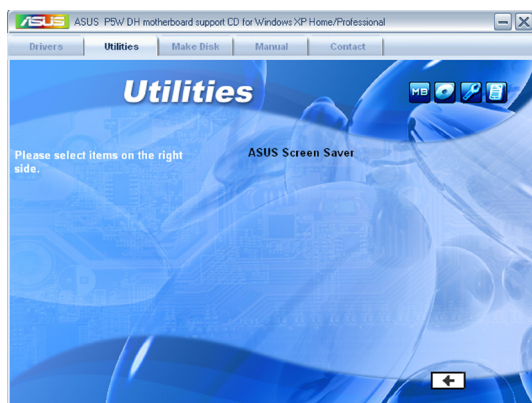 ASUS ASUS P5W DH motherboard support CD for Windows XP Home/Professional
Drivers Utilities Make Disk Manual Contact
Utilities
MB
Please select items on the right
side.
ASUS Screen Saver